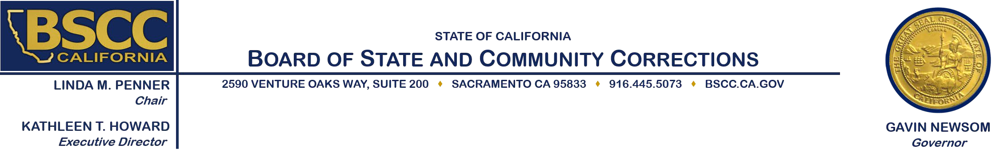 BSCC
CALIFORNIA
STATE OF CALIFORNIA
BOARD OF STATE AND COMMUNITY CORRECTIONS
2590 VENTURE OAKS WAY, SUITE 200 ♦ SACRAMENTO CA 95833 ♦ 916.445.5073 ♦ BSCC.CA.GOV
LINDA M. PENNER
Chair
KATHLEEN T. HOWARD
Executive Director
THE GREAT SEAL OF THE STATE OF CALIFORNIA
EUREKA
GAVIN NEWSOM
Governor